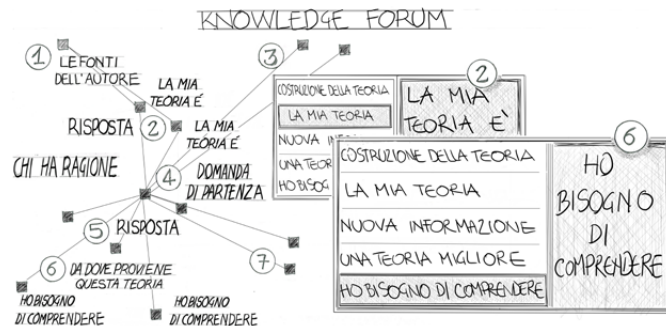 KNOWLEDGE FORUM
1
LE FONTI
DELL'AUTORE
LA MIA
TEORIA É
RISPOSTA
2
LA MIA
TEORIA É
3
CHI HA RAGIONE
4
DOMANDA
DI PARTENZA
5
RISPOSTA
6
DA DOVE PROVIENE
QUESTA TEORIA
7
HO BISOGNO
DI COMPRENDERE
HO BISOGNO
DI COMPRENDERE
COSTRUZIONE DELLA TEORIA
LA MIA TEORIA
NUOVA
UNA
HO
2
LA MIA
TEORIA E'
COSTRUZIONE DELLA TEORIA
LA MIA TEORIA
NUOVA INFORMAZIONE
UNA TEORIA MIGLIORE
HO BISOGNO DI COMPRENDERE
6
HO
BISOGNO
DI
COMPRENDERE